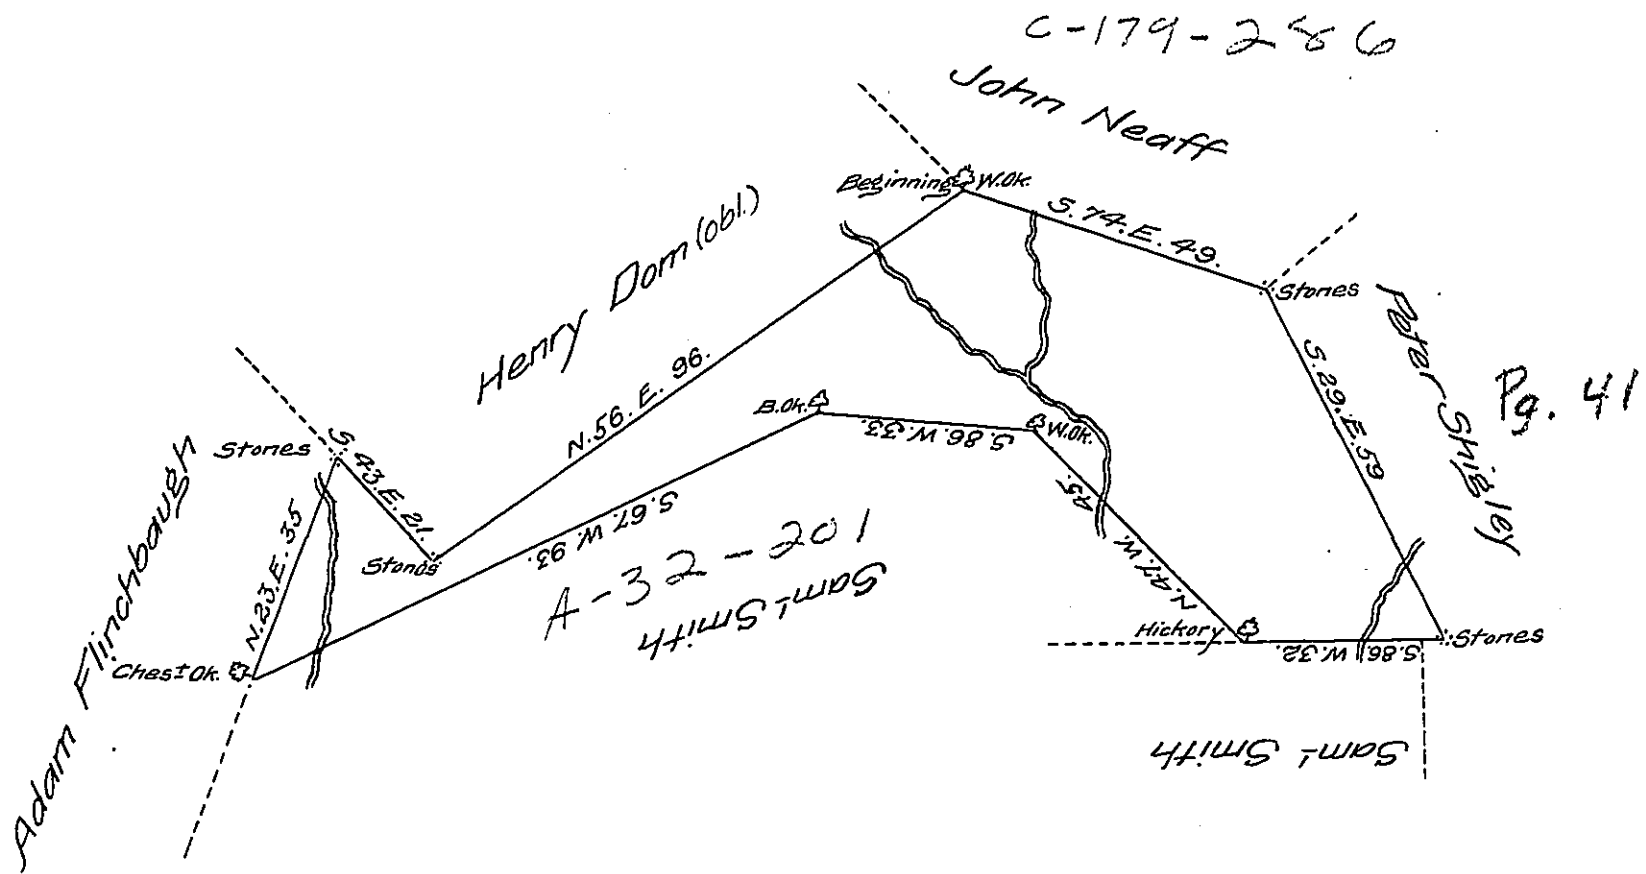 C-179-286
John Neaff
Beginning W.Ok.
S.74.E.49.
Stones
Peter Shigley
Pg. 41
S.29.E.59
Henry Dom (obl.)
N.56.E. 96.
B.Ok.
S.86.W.33.
W.Ok.
Stones
S.43.E.21.
Stones
N.23.E.35
S.67.W.93.
A-32-201
Saml Smith
N.47.W.
45.
Hickory
S.86.W.32.
Stones
Chest Ok.
Adam Flinchbaugh
Saml Smith